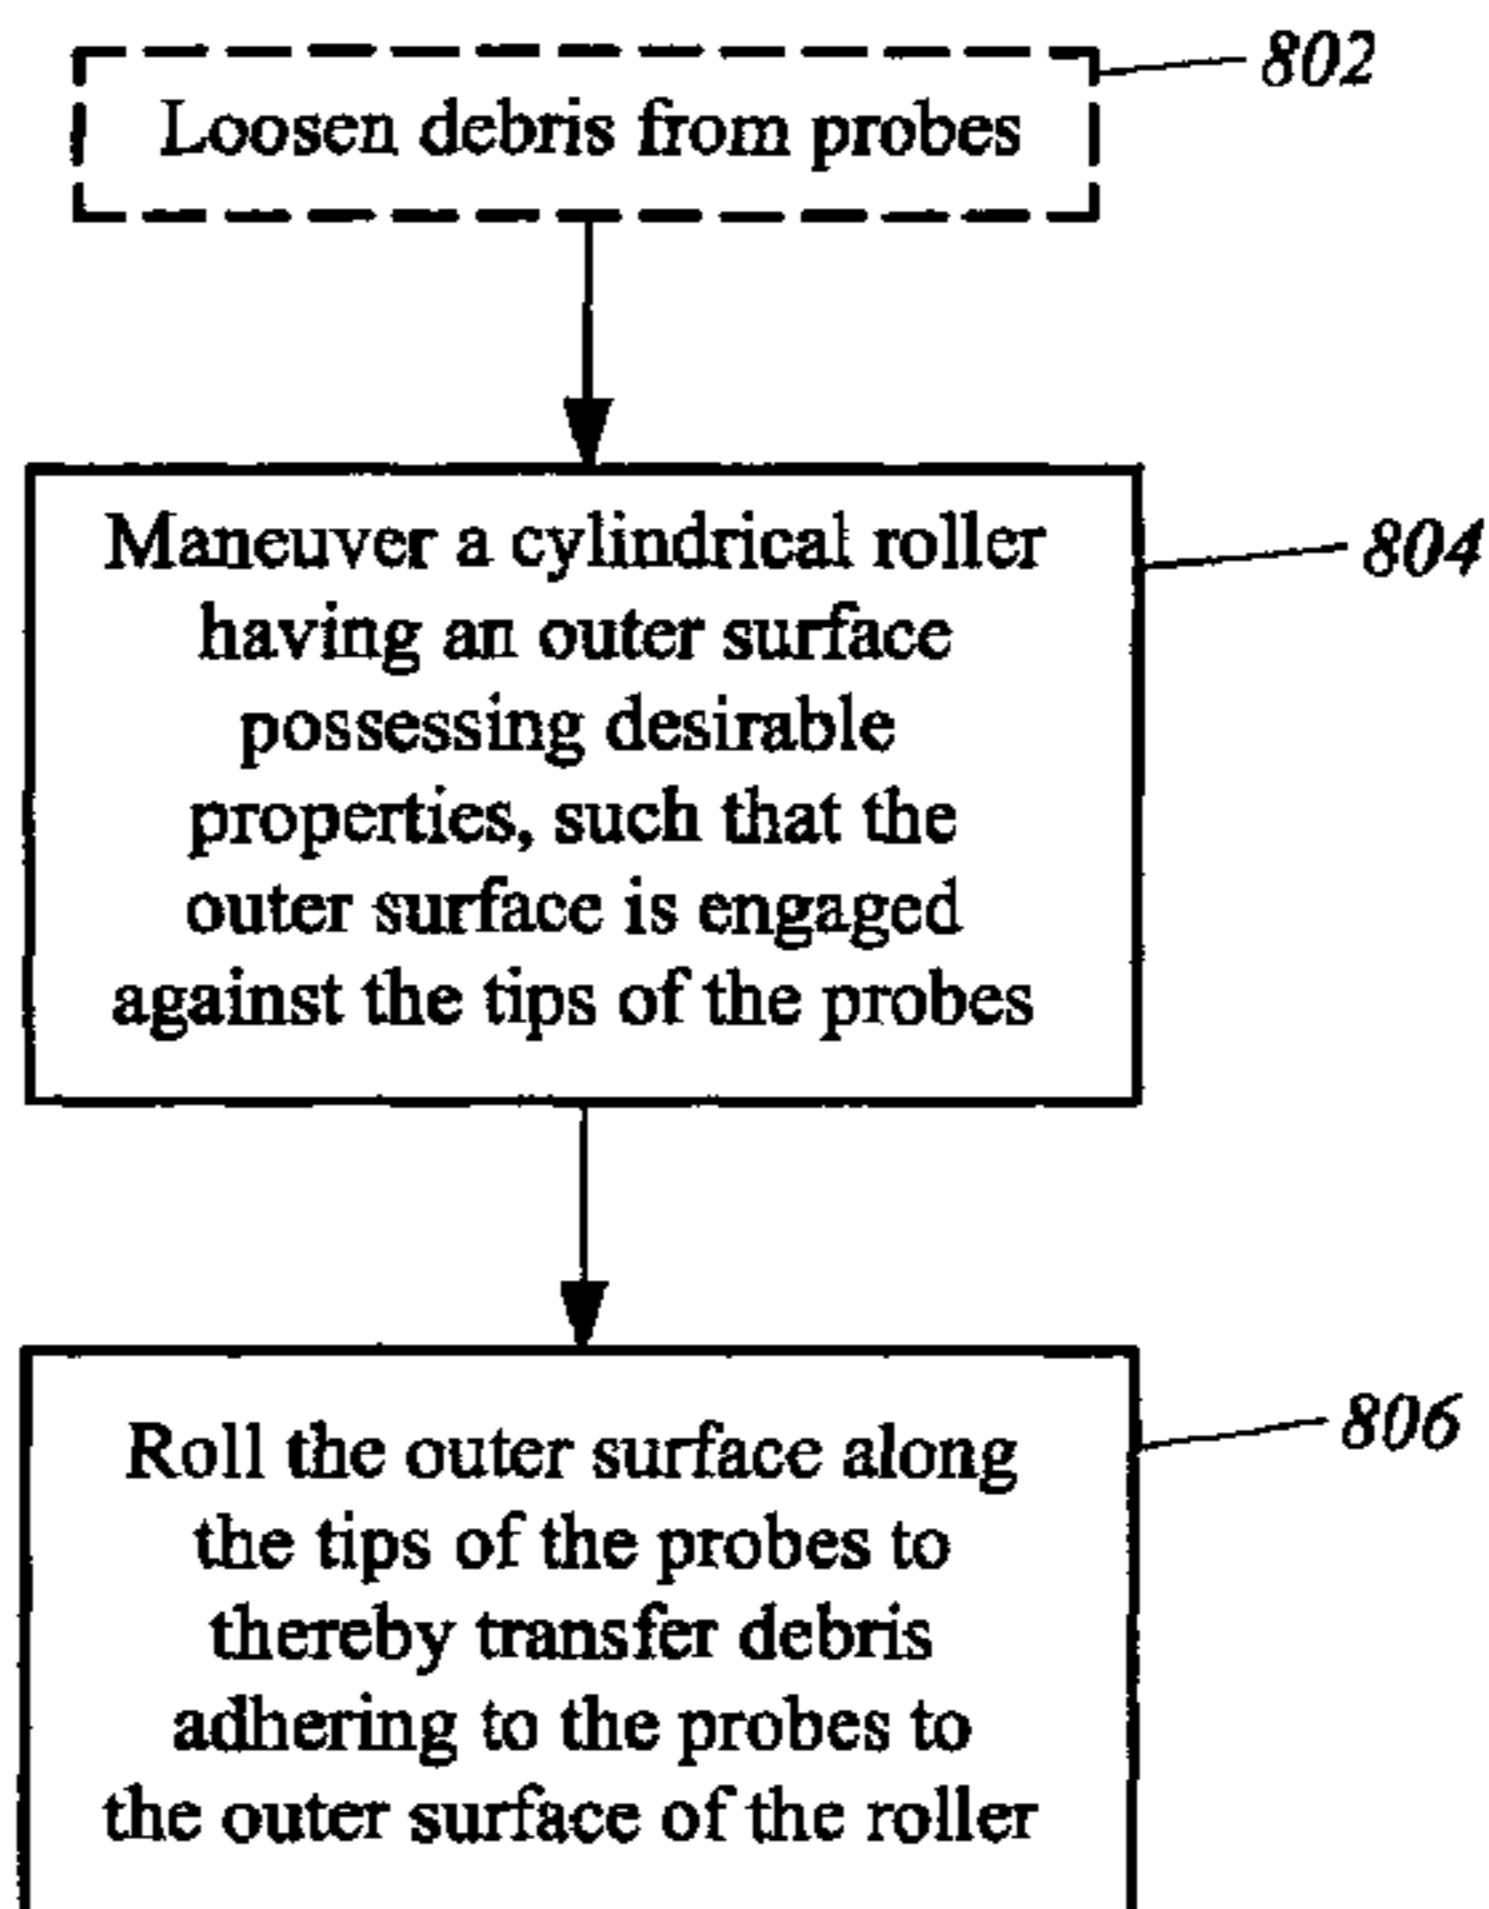 802
Loosen debris from probes
Maneuver a cylindrical roller
804
having an outer surface
possessing desirable
properties, such that the
outer surface is engaged
against the tips of the probes
806
Roll the outer surface along
the tips of the probes to
thereby transfer debris
adhering to the probes to
the outer surface of the roller